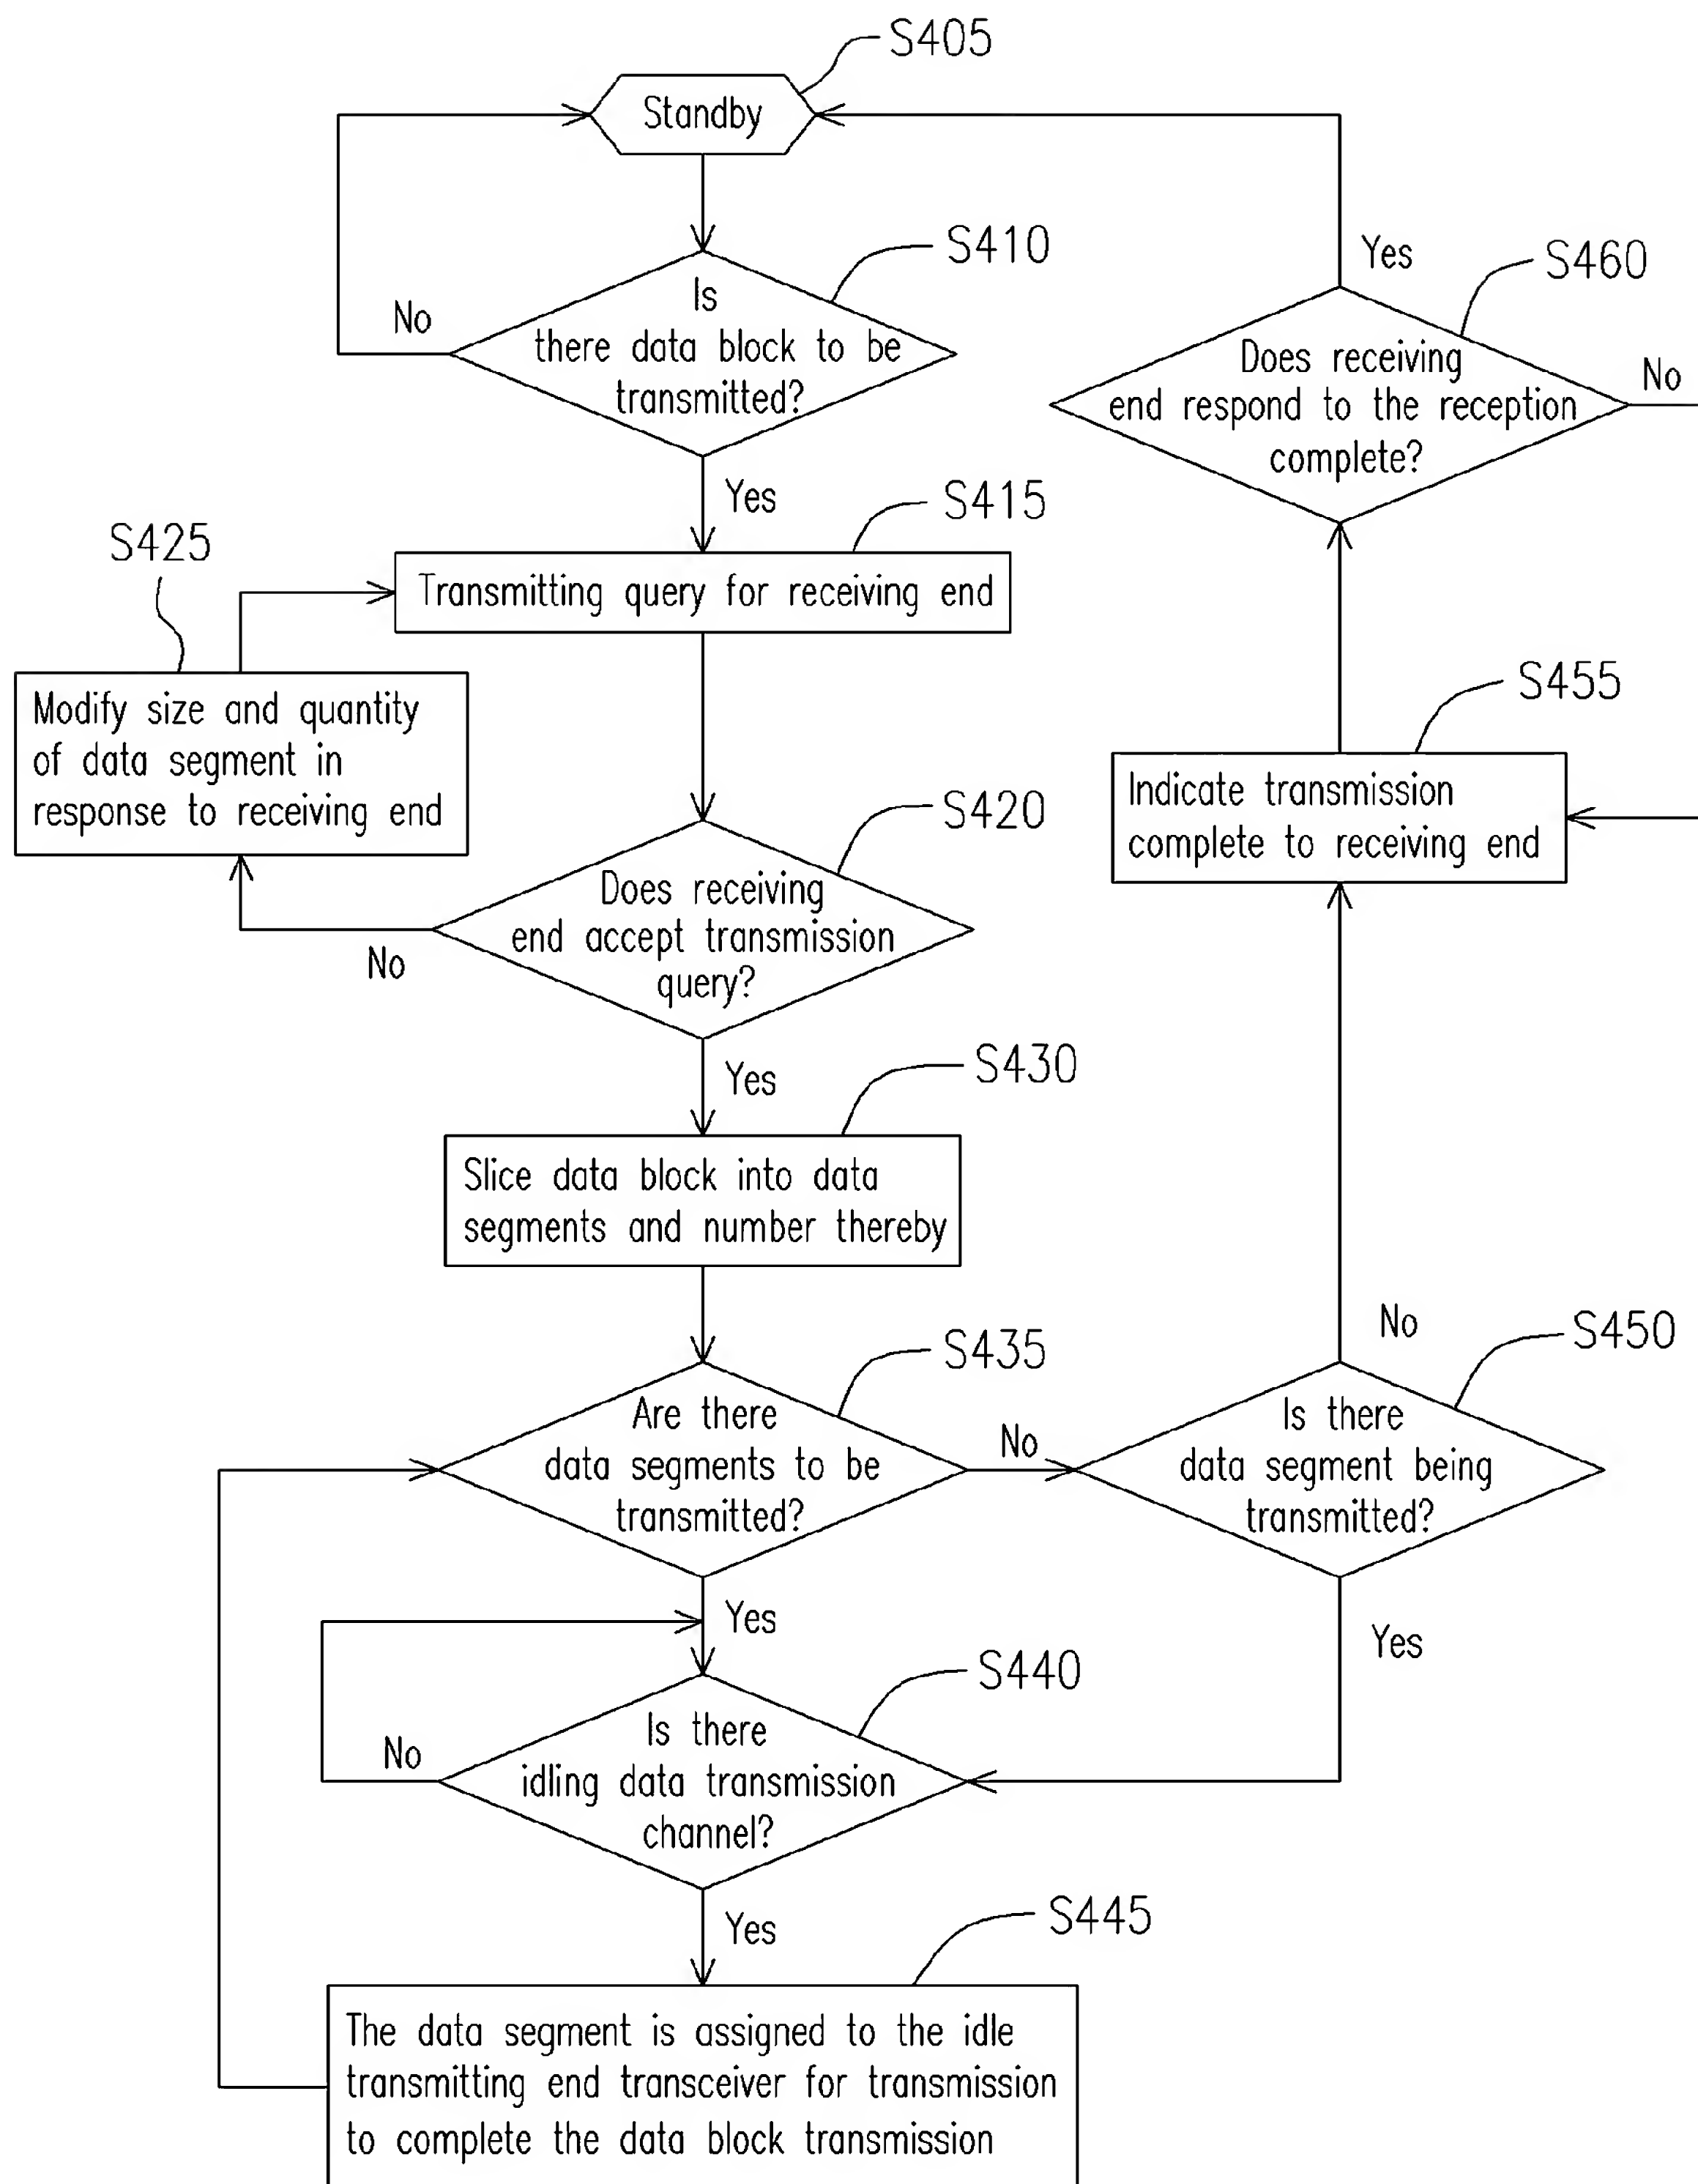 S405
Standby
S410
Is
there data block to be
transmitted?
No
Yes
S415
Transmitting query for receiving end
S425
Modify size and quantity
of data segment in
response to receiving end
S420
Does receiving
end accept transmission
query?
No
Yes
S430
Slice data block into data
segments and number thereby
S435
Are there
data segments to be
transmitted?
No
Yes
S440
Is there
idling data transmission
channel?
No
Yes
S445
The data segment is assigned to the idle
transmitting end transceiver for transmission
to complete the data block transmission
S450
Is there
data segment being
transmitted?
No
Yes
S455
Indicate transmission
complete to receiving end
S460
Does receiving
end respond to the reception
complete?
Yes
No